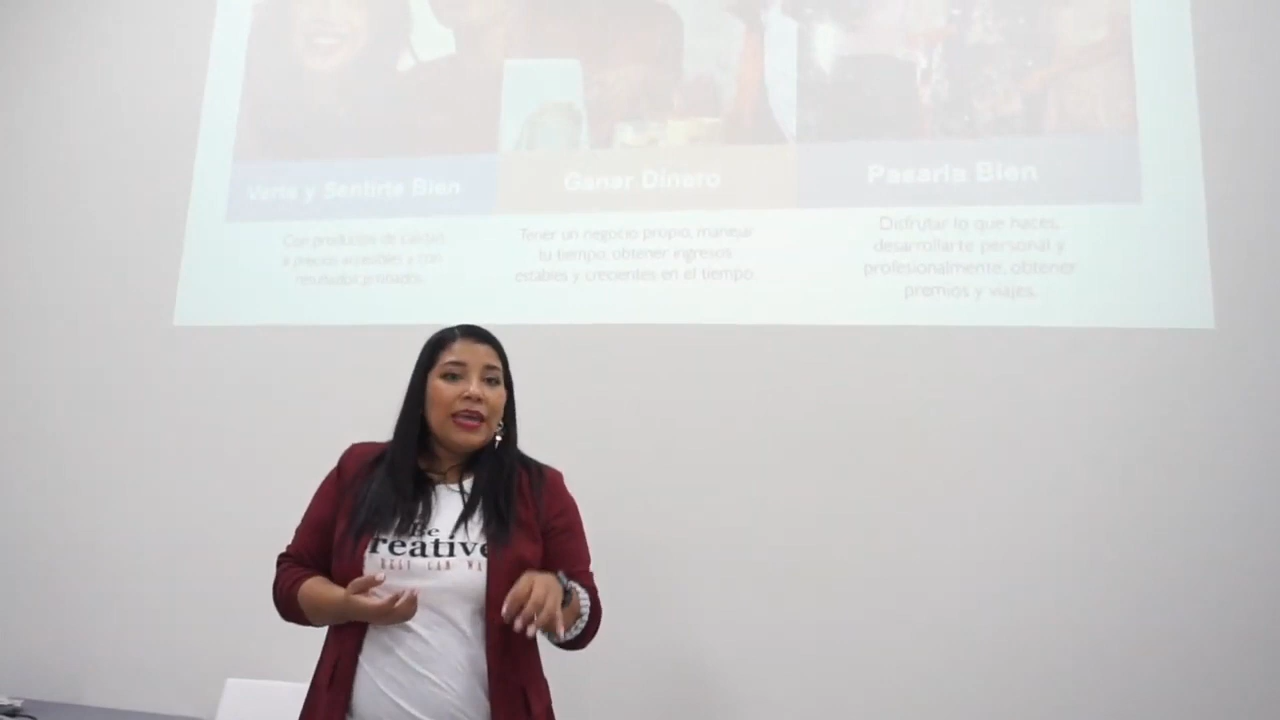 Verte y Sentirte Bien
Con productos de calidad
a precios accesibles y con
resultados probados.
Ganar Dinero
Tener un negocio propio, manejar
tu tiempo, obtener ingresos
estables y crecientes en el tiempo.
Pasarla Bien
Disfrutar lo que haces,
desarrollarte personal y
profesionalmente, obtener
premios y viajes.
Be
reative